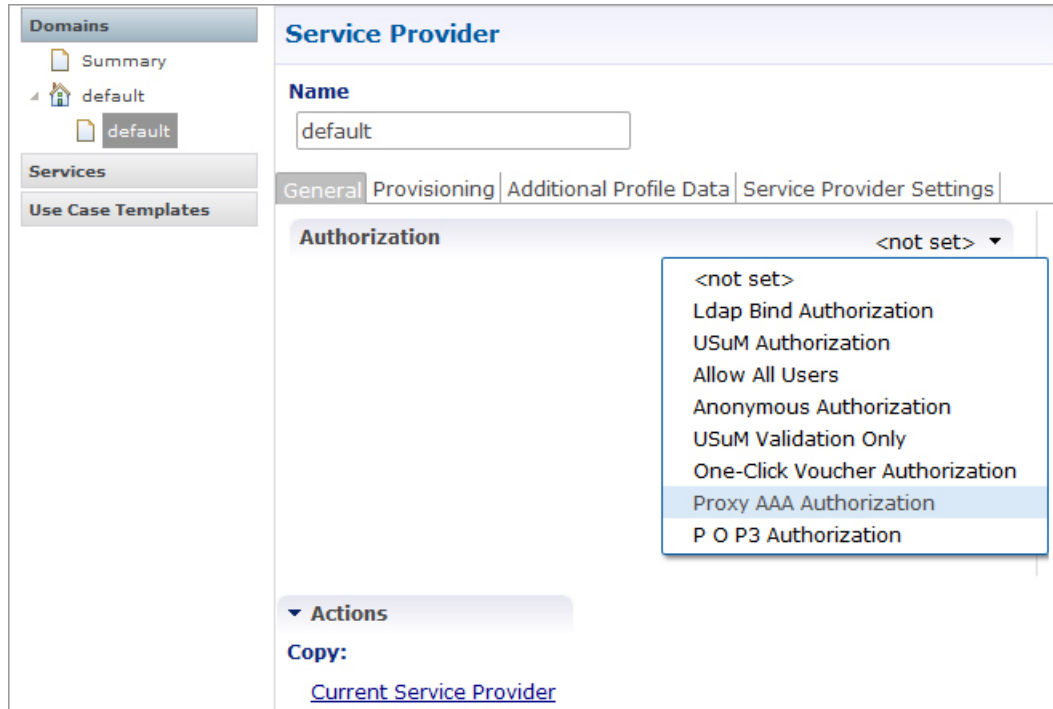 Domains
Summary
default
default
Services
Use Case Templates
Service Provider
Name
default
General Provisioning Additional Profile Data Service Provider Settings
Authorization <not set>
<not set>
Ldap Bind Authorization
USuM Authorization
Allow All Users
Anonymous Authorization
USuM Validation Only
One-Click Voucher Authorization
Proxy AAA Authorization
P O P3 Authorization
Actions
Copy:
Current Service Provider